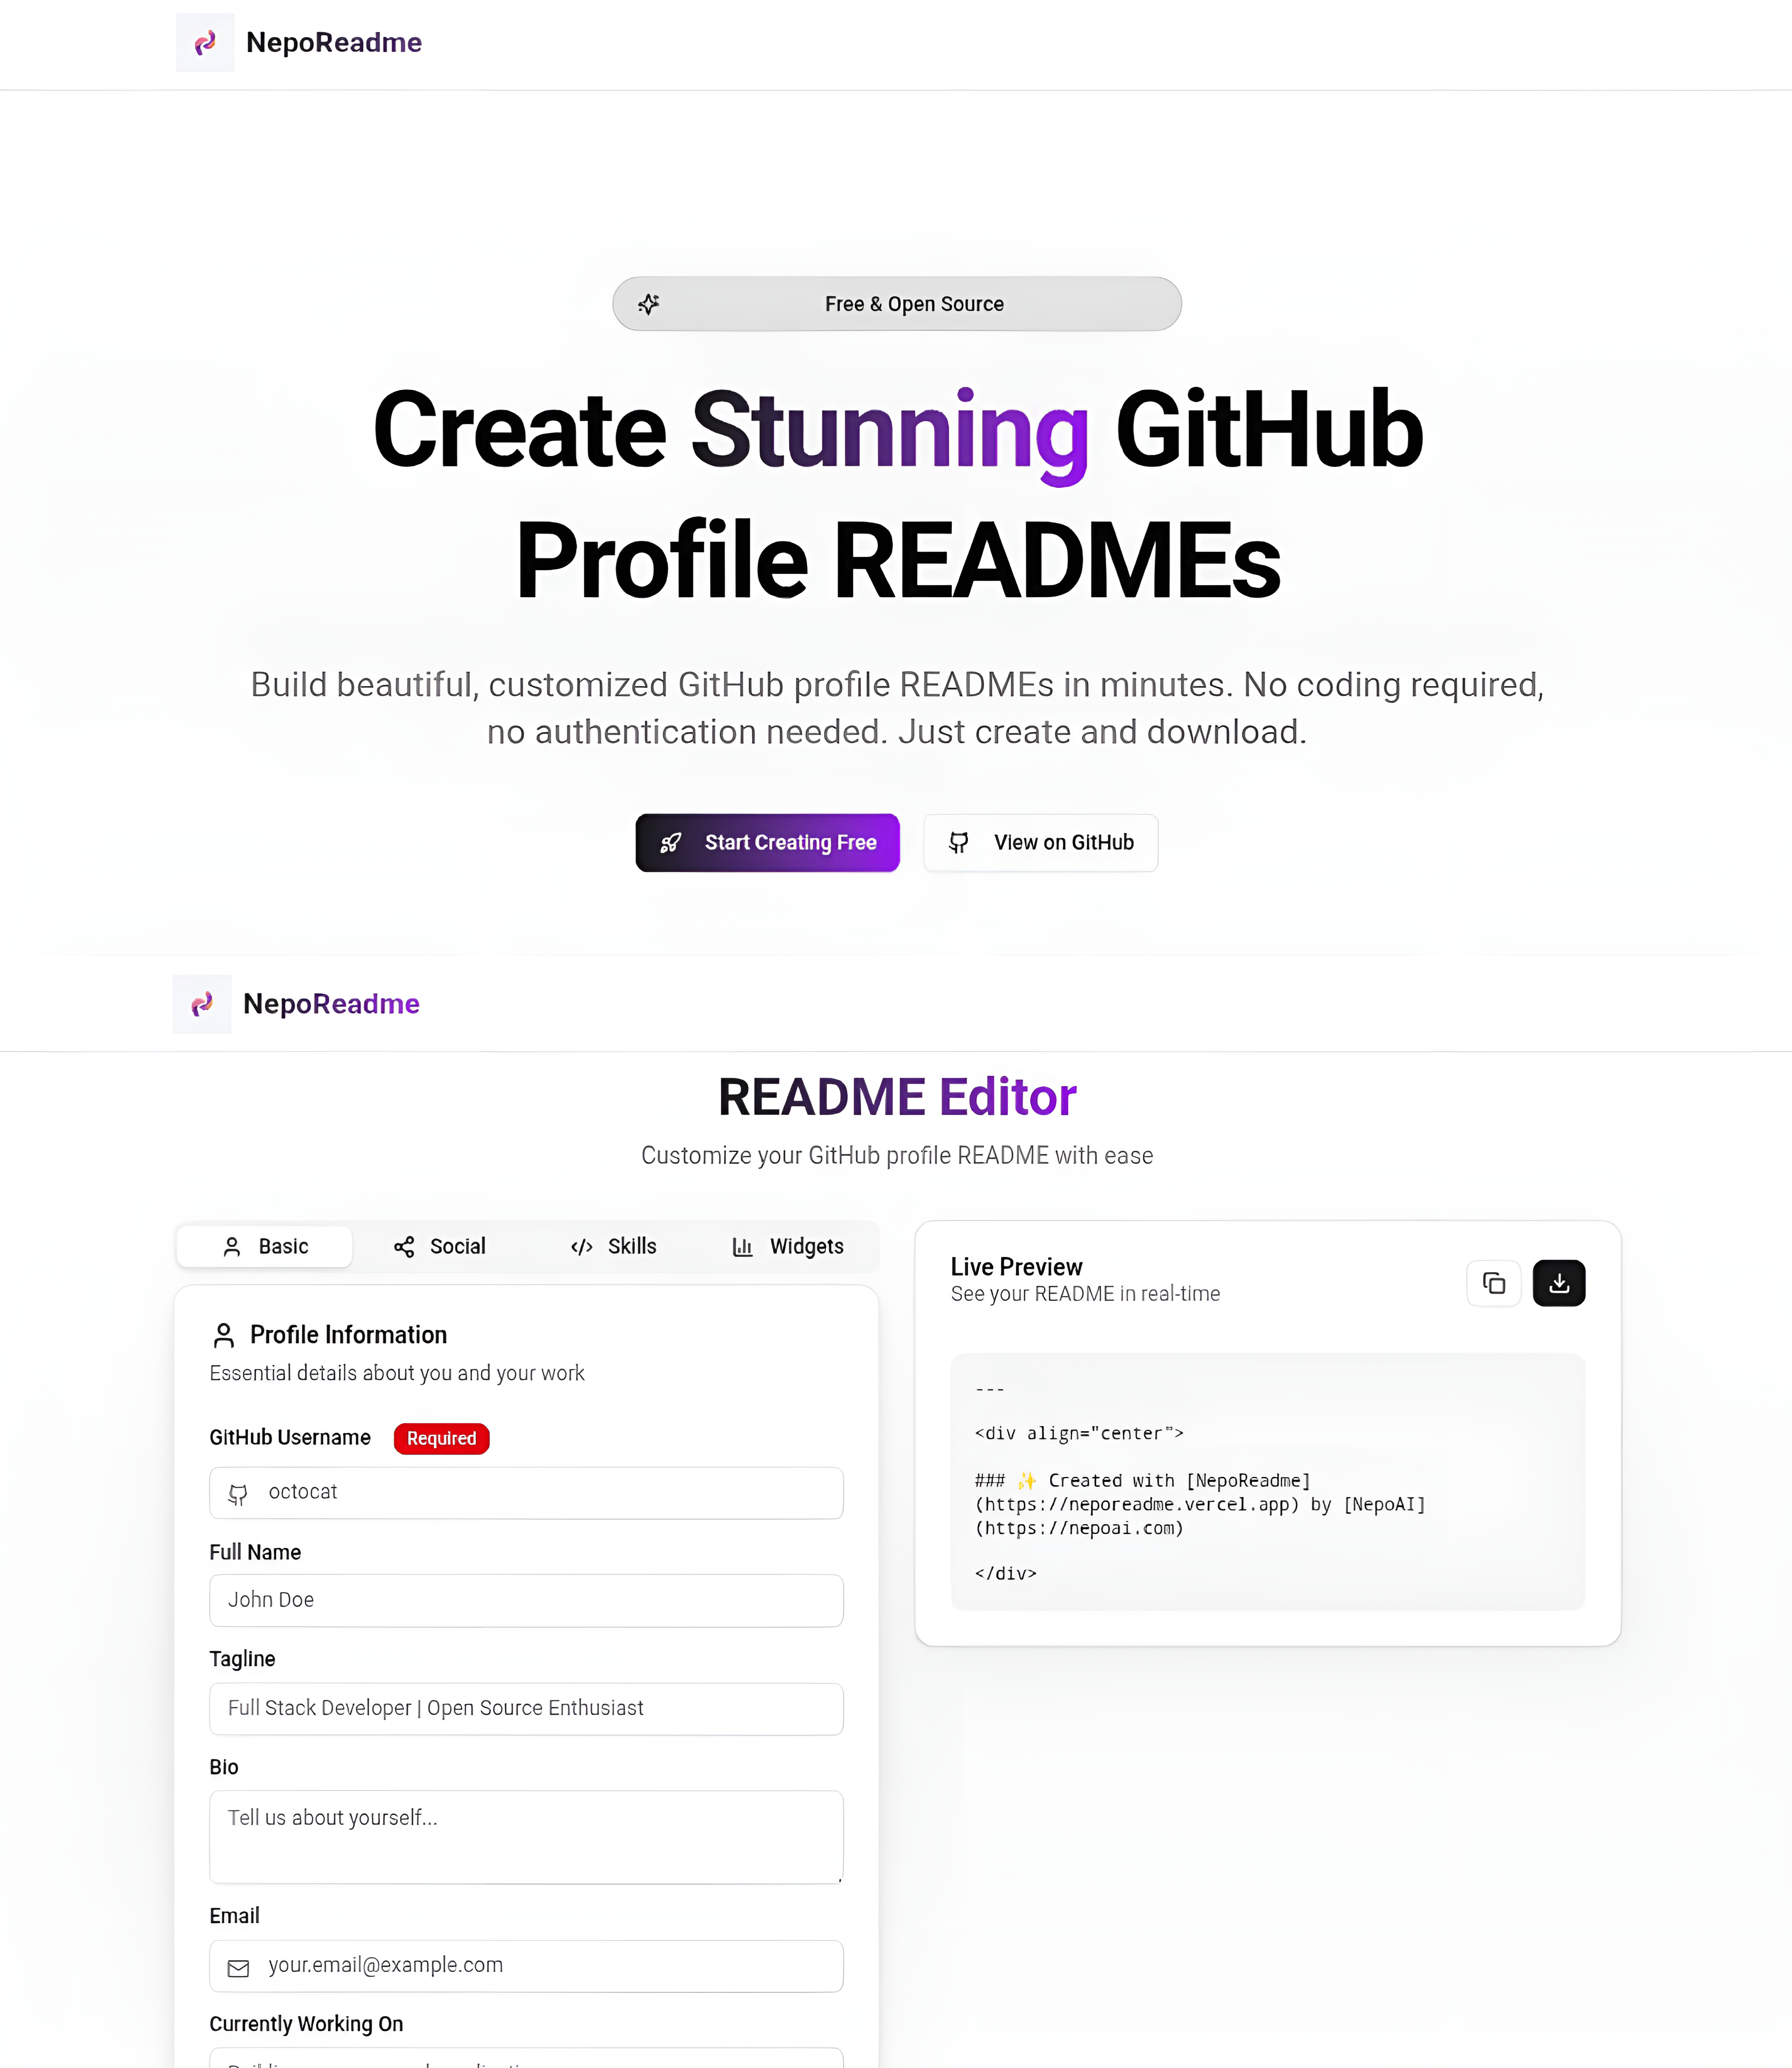 NepoReadme
Free & Open Source
Create Stunning GitHub
Profile READMEs
Build beautiful, customized GitHub profile READMEs in minutes. No coding required,
no authentication needed. Just create and download.
Start Creating Free
View on GitHub
NepoReadme
README Editor
Customize your GitHub profile README with ease
Basic
Social
Skills
Widgets
Profile Information
Essential details about you and your work
GitHub Username
Required
octocat
Full Name
John Doe
Tagline
Full Stack Developer | Open Source Enthusiast
Bio
Tell us about yourself...
Email
your.email@example.com
Currently Working On
Live Preview
See your README in real-time
---
<div align="center">
### ✨ Created with [NepoReadme]
(https://neporeadme.vercel.app) by [NepoAI]
(https://nepoai.com)
</div>